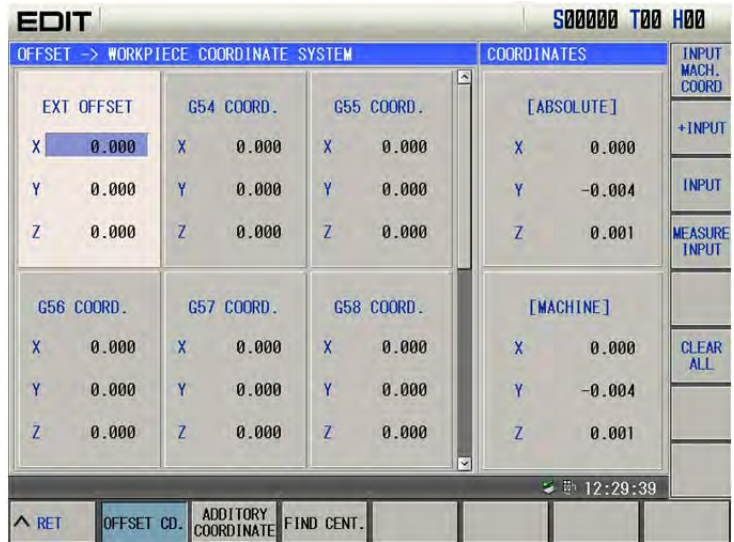 EDIT
S00000 T00 H00
OFFSET -> WORKPIECE COORDINATE SYSTEM
COORDINATES
EXT OFFSET
X 0.000
Y 0.000
Z 0.000
G54 COORD.
X 0.000
Y 0.000
Z 0.000
G55 COORD.
X 0.000
Y 0.000
Z 0.000
[ABSOLUTE]
X 0.000
Y -0.004
Z 0.001
G56 COORD.
X 0.000
Y 0.000
Z 0.000
G57 COORD.
X 0.000
Y 0.000
Z 0.000
G58 COORD.
X 0.000
Y 0.000
Z 0.000
[MACHINE]
X 0.000
Y -0.004
Z 0.001
INPUT
MACH.
COORD
+INPUT
INPUT
MEASURE
INPUT
CLEAR
ALL
12:29:39
RET
OFFSET CD.
ADDITORY
COORDINATE
FIND CENT.